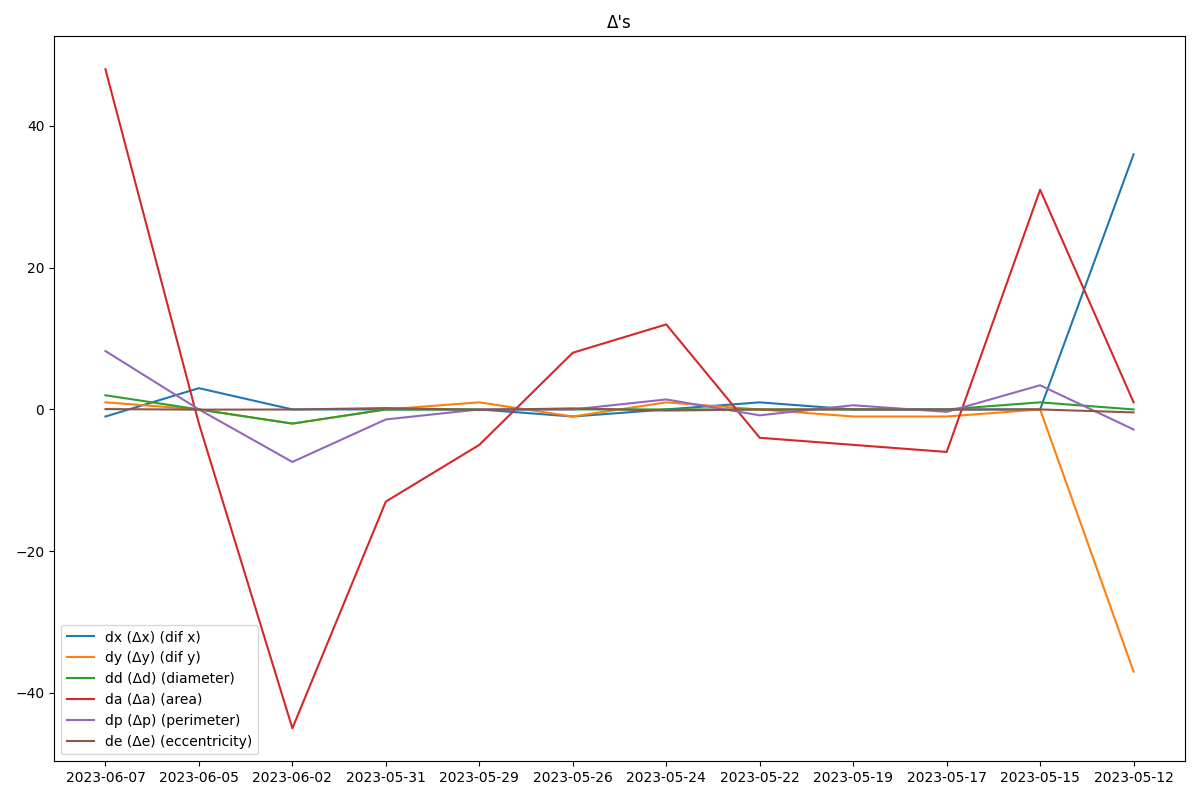 Δ's
40
20
0
−20
−40
dx (Δx) (dif x)
dy (Δy) (dif y)
dd (Δd) (diameter)
da (Δa) (area)
dp (Δp) (perimeter)
de (Δe) (eccentricity)
2023-06-07 2023-06-05 2023-06-02 2023-05-31 2023-05-29 2023-05-26 2023-05-24 2023-05-22 2023-05-19 2023-05-17 2023-05-15 2023-05-12